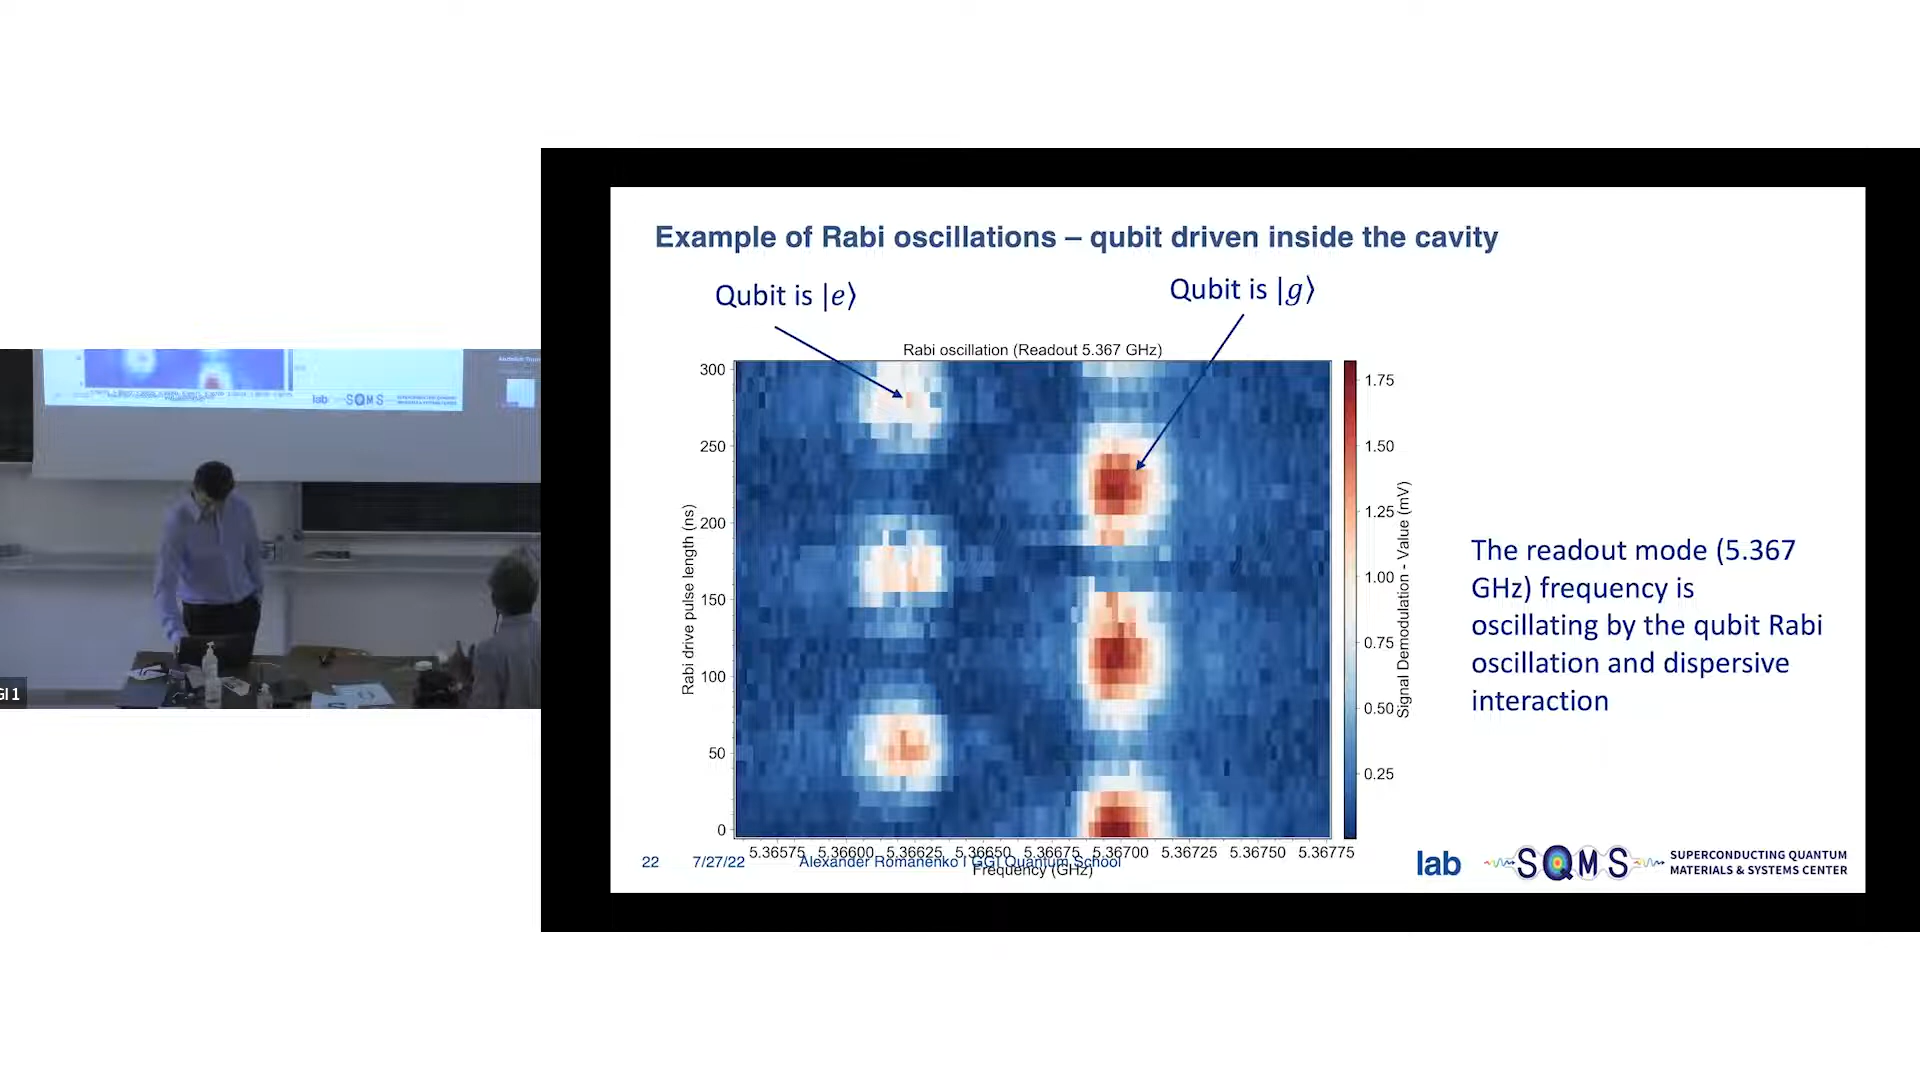 Example of Rabi oscillations – qubit driven inside the cavity
Qubit is |e⟩
Qubit is |g⟩
Rabi oscillation (Readout 5.367 GHz)
300
250
200
150
100
50
0
Rabi drive pulse length (ns)
5.36575 5.36600 5.36625 5.36650 5.36675 5.36700 5.36725 5.36750 5.36775
Frequency (GHz)
1.75
1.50
1.25
1.00
0.75
0.50
0.25
Signal Demodulation - Value (mV)
The readout mode (5.367
GHz) frequency is
oscillating by the qubit Rabi
oscillation and dispersive
interaction
22 7/27/22 Alexander Romanenko I GGI Quantum School
lab
SQMS
SUPERCONDUCTING QUANTUM
MATERIALS & SYSTEMS CENTER
lab SQMS
GI 1